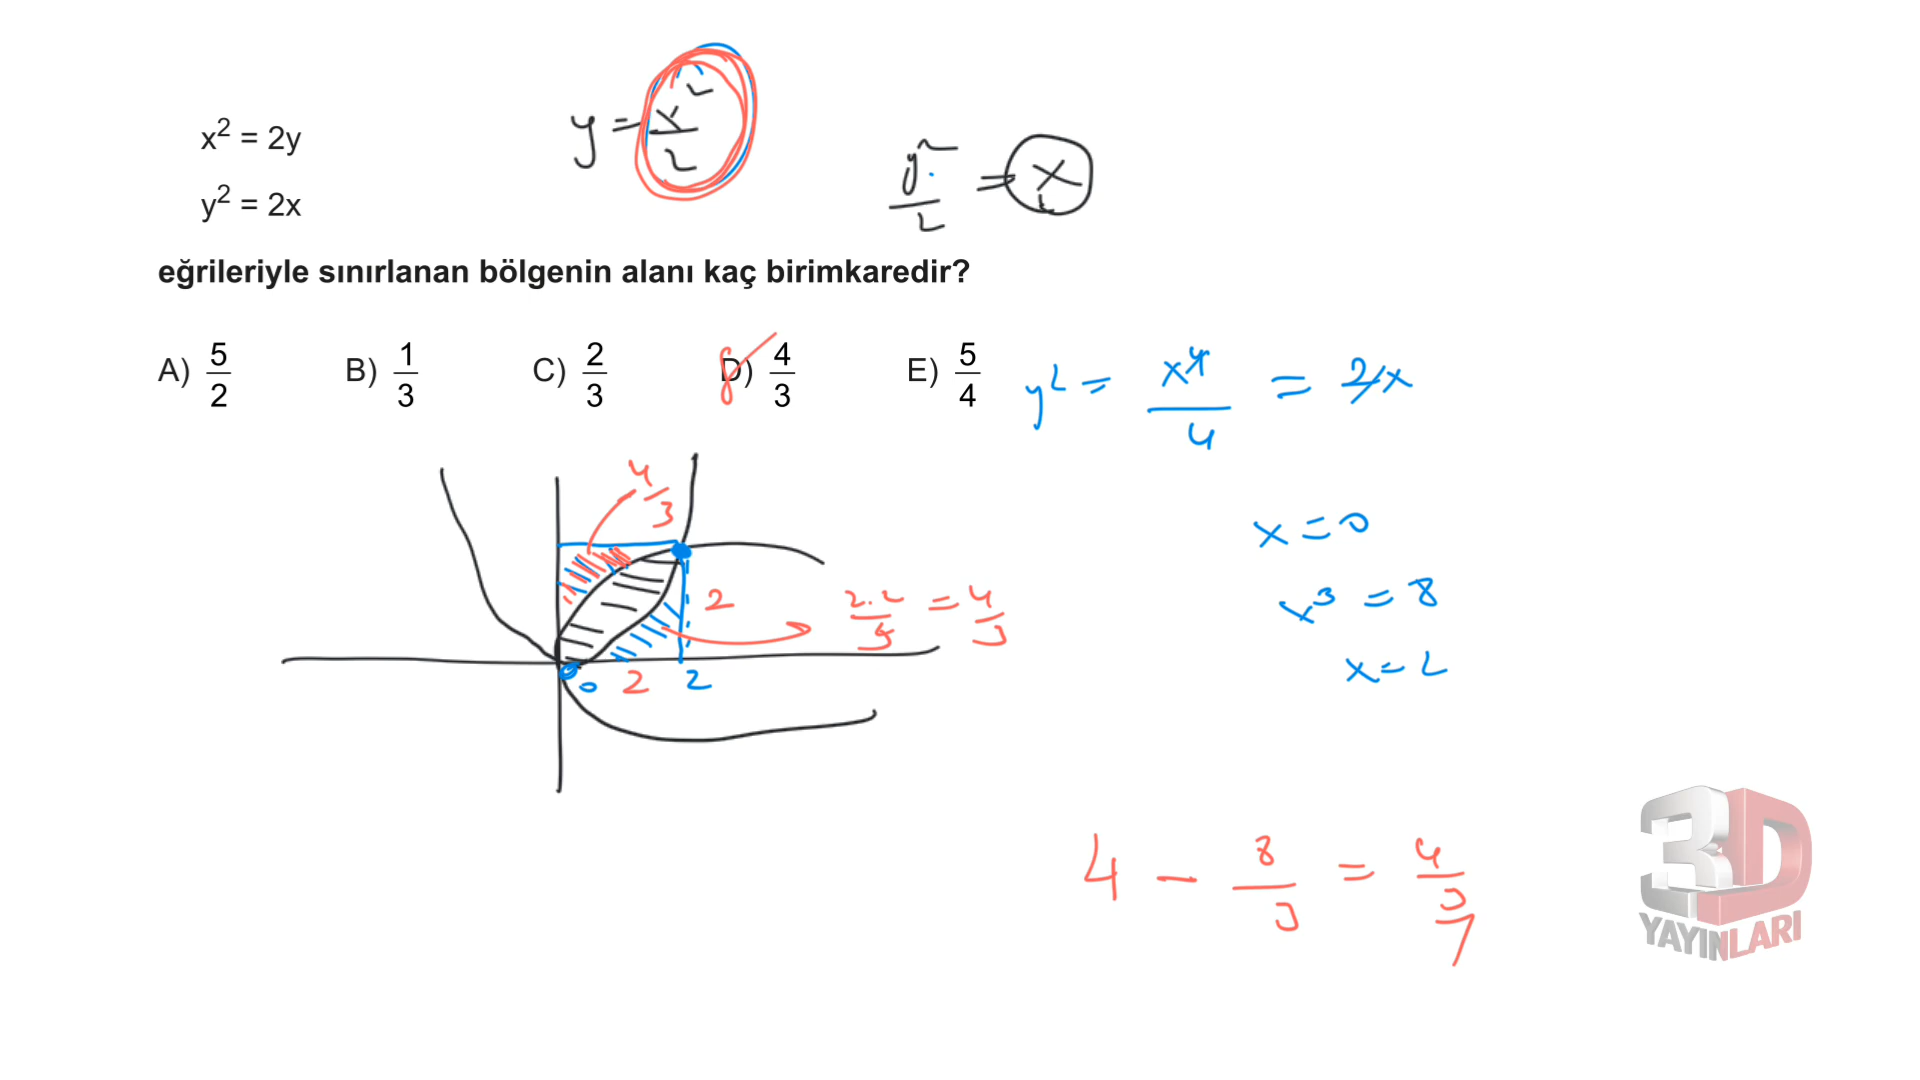 x² = 2y
y² = 2x
y = x²/2
y²/2 = x
eğrileriyle sınırlanan bölgenin alanı kaç birimkaredir?
A) 5/2 B) 1/3 C) 2/3 D) 4/3 E) 5/4
y² = x⁴/4 = 2x
x = 0
x³ = 8
x = 2
4/3
2
2·2/3 = 4/3
0 2 2
4 - 8/3 = 4/3
3D
YAYINLARI